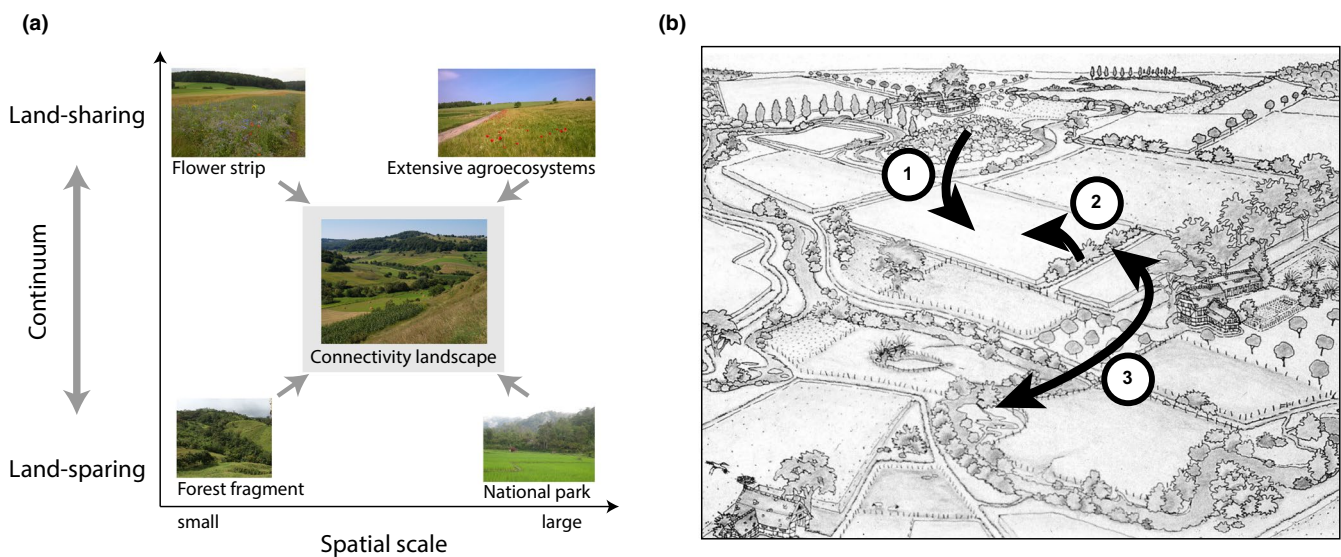 (a)
Land-sharing
Continuum
Land-sparing
Flower strip
Extensive agroecosystems
Connectivity landscape
Forest fragment
National park
small
large
Spatial scale
(b)
1
2
3